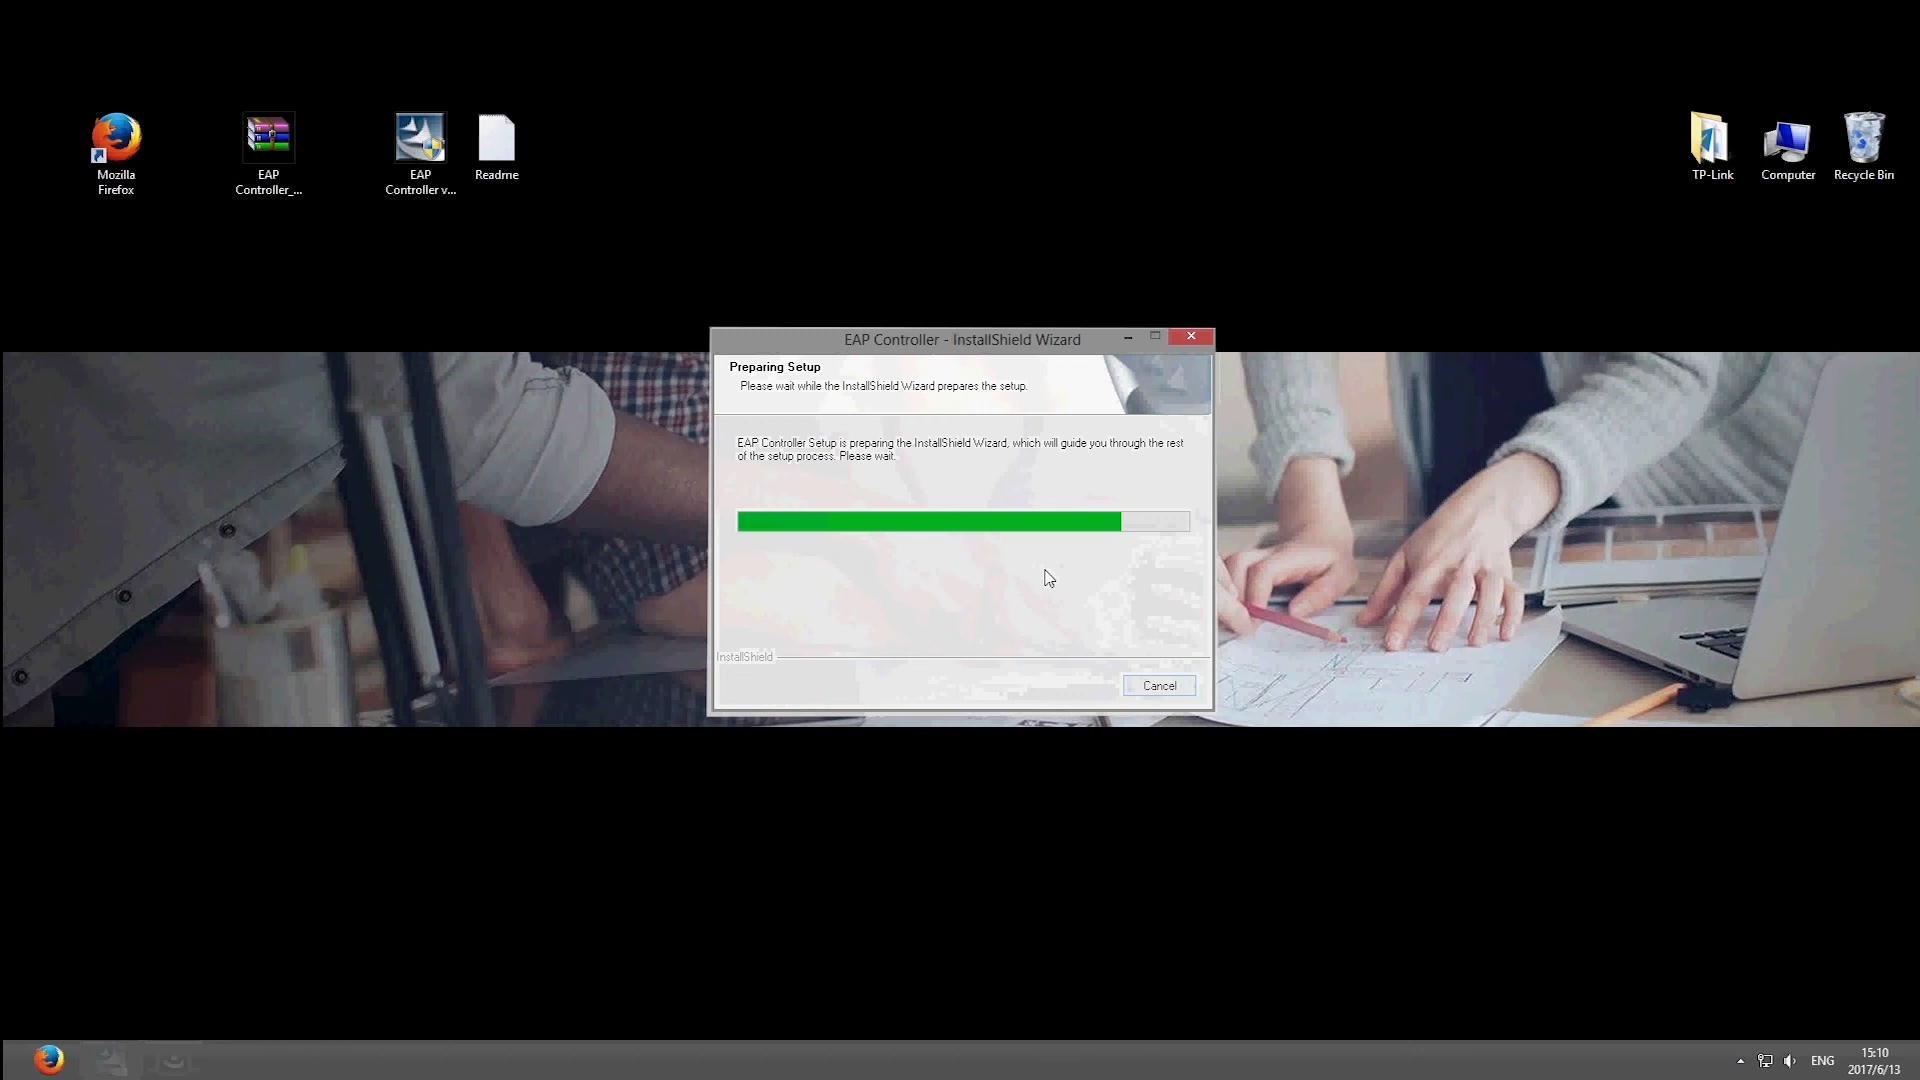 Mozilla
Firefox
EAP
Controller_...
EAP
Controller v...
Readme
TP-Link
Computer
Recycle Bin
EAP Controller - InstallShield Wizard
Preparing Setup
Please wait while the InstallShield Wizard prepares the setup.
EAP Controller Setup is preparing the InstallShield Wizard, which will guide you through the rest
of the setup process. Please wait.
InstallShield
Cancel
ENG
15:10
2017/6/13